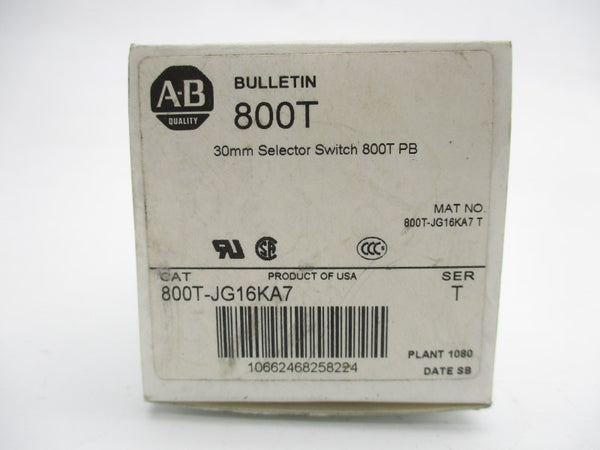 A-B
QUALITY
BULLETIN
800T
30mm Selector Switch 800T PB
MAT NO.
800T-JG16KA7 T
CAT
PRODUCT OF USA
SER
800T-JG16KA7
T
10662468258224
PLANT 1080
DATE SB